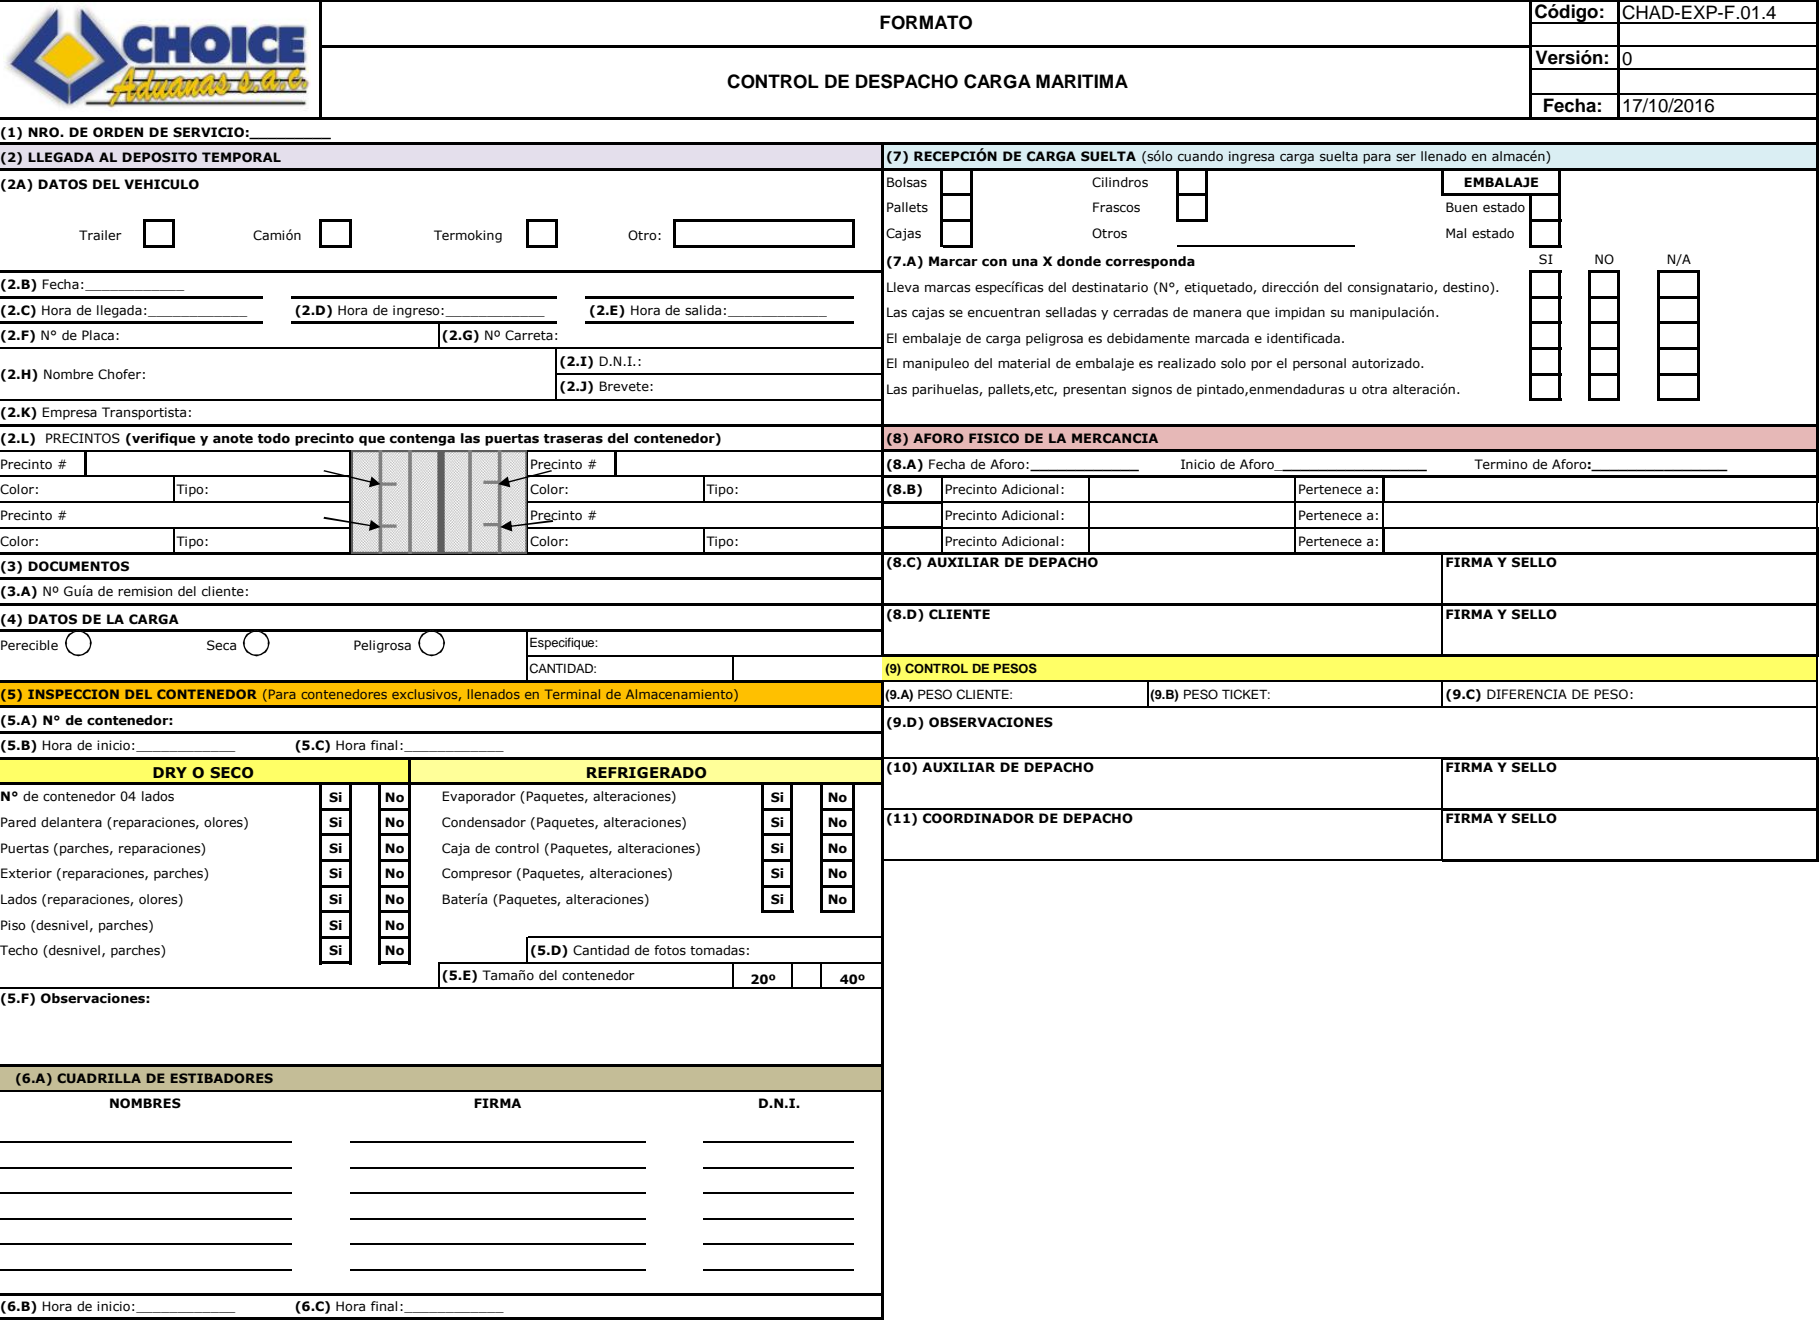 CHOICE
Aduanas s.a.c.
FORMATO
CONTROL DE DESPACHO CARGA MARITIMA
Código: CHAD-EXP-F.01.4
Versión: 0
Fecha: 17/10/2016
(1) NRO. DE ORDEN DE SERVICIO:_________
(2) LLEGADA AL DEPOSITO TEMPORAL
(2A) DATOS DEL VEHICULO
Trailer Camión Termoking Otro:
(2.B) Fecha:____________
(2.C) Hora de llegada:____________ (2.D) Hora de ingreso:____________ (2.E) Hora de salida:____________
(2.F) N° de Placa: (2.G) Nº Carreta:
(2.H) Nombre Chofer:
(2.I) D.N.I.:
(2.J) Brevete:
(2.K) Empresa Transportista:
(2.L) PRECINTOS (verifique y anote todo precinto que contenga las puertas traseras del contenedor)
Precinto # Precinto #
Color: Tipo: Color: Tipo:
Precinto # Precinto #
Color: Tipo: Color: Tipo:
(3) DOCUMENTOS
(3.A) Nº Guía de remision del cliente:
(4) DATOS DE LA CARGA
Perecible Seca Peligrosa Especifique:
CANTIDAD:
(5) INSPECCION DEL CONTENEDOR (Para contenedores exclusivos, llenados en Terminal de Almacenamiento)
(5.A) N° de contenedor:
(5.B) Hora de inicio:____________ (5.C) Hora final:____________
DRY O SECO REFRIGERADO
N° de contenedor 04 lados Si No Evaporador (Paquetes, alteraciones) Si No
Pared delantera (reparaciones, olores) Si No Condensador (Paquetes, alteraciones) Si No
Puertas (parches, reparaciones) Si No Caja de control (Paquetes, alteraciones) Si No
Exterior (reparaciones, parches) Si No Compresor (Paquetes, alteraciones) Si No
Lados (reparaciones, olores) Si No Batería (Paquetes, alteraciones) Si No
Piso (desnivel, parches) Si No
Techo (desnivel, parches) Si No (5.D) Cantidad de fotos tomadas:
(5.E) Tamaño del contenedor 20º 40º
(5.F) Observaciones:
(6.A) CUADRILLA DE ESTIBADORES
NOMBRES FIRMA D.N.I.
(6.B) Hora de inicio:____________ (6.C) Hora final:____________
(7) RECEPCIÓN DE CARGA SUELTA (sólo cuando ingresa carga suelta para ser llenado en almacén)
Bolsas Cilindros EMBALAJE
Pallets Frascos Buen estado
Cajas Otros Mal estado
(7.A) Marcar con una X donde corresponda SI NO N/A
Lleva marcas específicas del destinatario (N°, etiquetado, dirección del consignatario, destino).
Las cajas se encuentran selladas y cerradas de manera que impidan su manipulación.
El embalaje de carga peligrosa es debidamente marcada e identificada.
El manipuleo del material de embalaje es realizado solo por el personal autorizado.
Las parihuelas, pallets,etc, presentan signos de pintado,enmendaduras u otra alteración.
(8) AFORO FISICO DE LA MERCANCIA
(8.A) Fecha de Aforo:____________ Inicio de Aforo________________ Termino de Aforo:_______________
(8.B) Precinto Adicional: Pertenece a:
Precinto Adicional: Pertenece a:
Precinto Adicional: Pertenece a:
(8.C) AUXILIAR DE DEPACHO FIRMA Y SELLO
(8.D) CLIENTE FIRMA Y SELLO
(9) CONTROL DE PESOS
(9.A) PESO CLIENTE: (9.B) PESO TICKET: (9.C) DIFERENCIA DE PESO:
(9.D) OBSERVACIONES
(10) AUXILIAR DE DEPACHO FIRMA Y SELLO
(11) COORDINADOR DE DEPACHO FIRMA Y SELLO